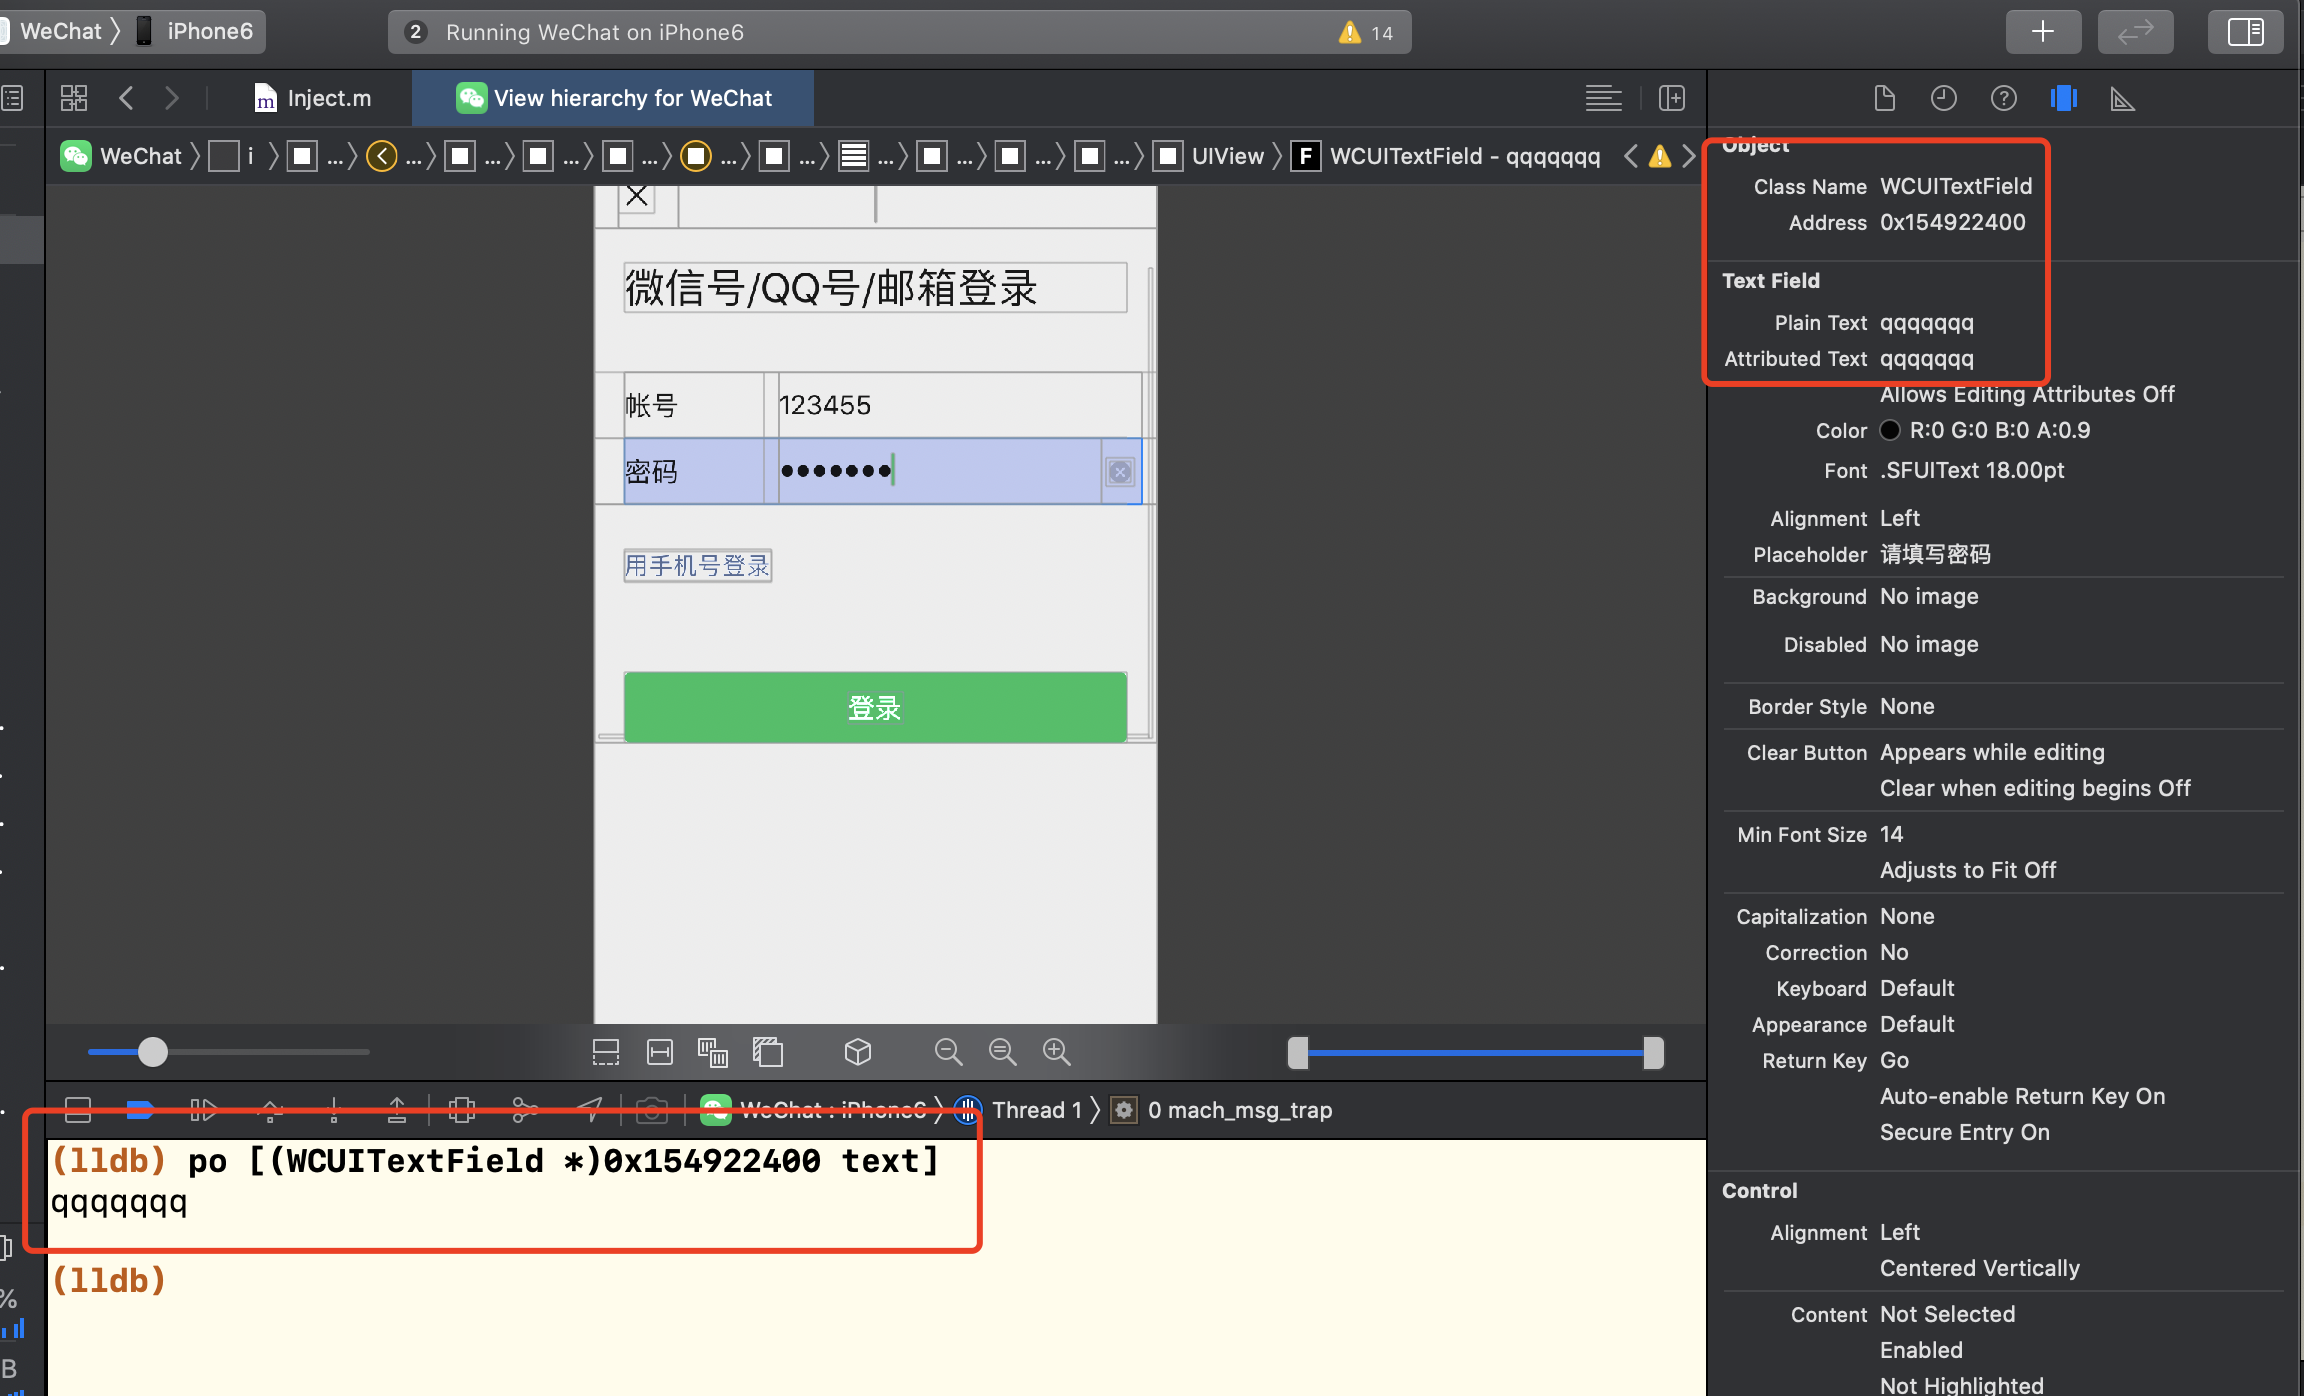 WeChat 〉 iPhone6
2 Running WeChat on iPhone6 14
Inject.m
View hierarchy for WeChat
WeChat 〉 i 〉 ... 〉 ... 〉 ... 〉 ... 〉 ... 〉 ... 〉 ... 〉 ... 〉 ... 〉 ... 〉 ... 〉 UIView 〉 F WCUITextField - qqqqqqq
微信号/QQ号/邮箱登录
帐号 123455
密码 •••••••
用手机号登录
登录
WeChat : iPhone6 〉 Thread 1 〉 0 mach_msg_trap
(lldb) po [(WCUITextField *)0x154922400 text]
qqqqqqq
(lldb)
%
B
Object
Class Name WCUITextField
Address 0x154922400
Text Field
Plain Text qqqqqqq
Attributed Text qqqqqqq
Allows Editing Attributes Off
Color R:0 G:0 B:0 A:0.9
Font .SFUIText 18.00pt
Alignment Left
Placeholder 请填写密码
Background No image
Disabled No image
Border Style None
Clear Button Appears while editing
Clear when editing begins Off
Min Font Size 14
Adjusts to Fit Off
Capitalization None
Correction No
Keyboard Default
Appearance Default
Return Key Go
Auto-enable Return Key On
Secure Entry On
Control
Alignment Left
Centered Vertically
Content Not Selected
Enabled
Not Highlighted